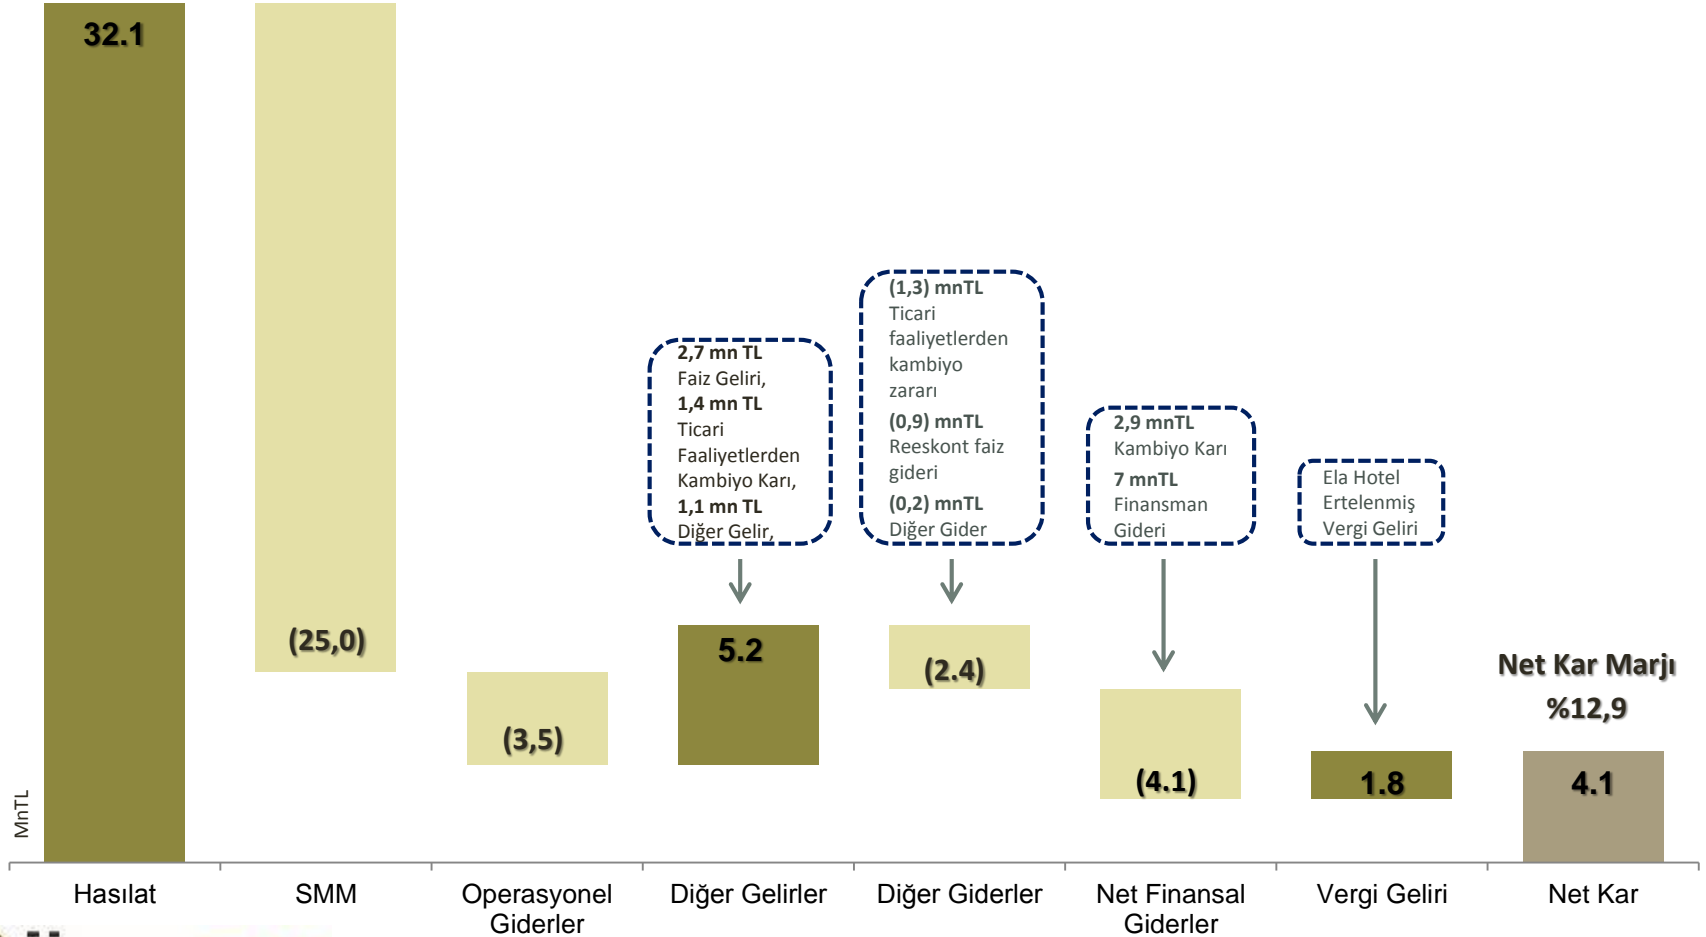 32.1
(25,0)
(3,5)
2,7 mn TL
Faiz Geliri,
1,4 mn TL
Ticari
Faaliyetlerden
Kambiyo Karı,
1,1 mn TL
Diğer Gelir,
5.2
(1,3) mnTL
Ticari
faaliyetlerden
kambiyo
zararı
(0,9) mnTL
Reeskont faiz
gideri
(0,2) mnTL
Diğer Gider
(2.4)
2,9 mnTL
Kambiyo Karı
7 mnTL
Finansman
Gideri
(4.1)
Ela Hotel
Ertelenmiş
Vergi Geliri
1.8
Net Kar Marjı
%12,9
4.1
MnTL
Hasılat
SMM
Operasyonel
Giderler
Diğer Gelirler
Diğer Giderler
Net Finansal
Giderler
Vergi Geliri
Net Kar